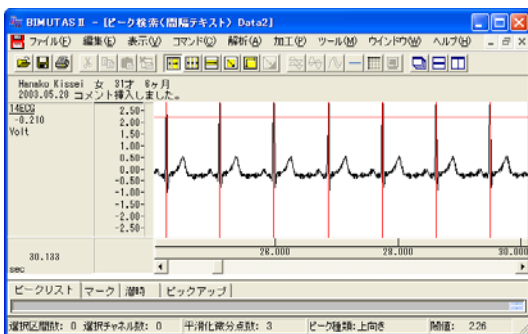 BIMUTAS II - [ピーク検索(間隔テキスト) Data2]
ファイル(F) 編集(E) 表示(V) コマンド(C) 解析(A) 加工(P) ツール(M) ウインドウ(W) ヘルプ(H)
Hanako Kissei 女 31才 6ヶ月
2003.05.20 コメント挿入しました。
14ECG
-0.210
Volt
2.50
2.00
1.50
1.00
0.50
0.00
-0.50
-1.00
-1.50
-2.00
-2.50
30.133
sec
26.000 28.000 30.000
ピークリスト マーク 潜時 ピックアップ
選択区間数: 0 選択チャネル数: 0 平滑化微分点数: 3 ピーク種類: 上向き 閾値: 2.26